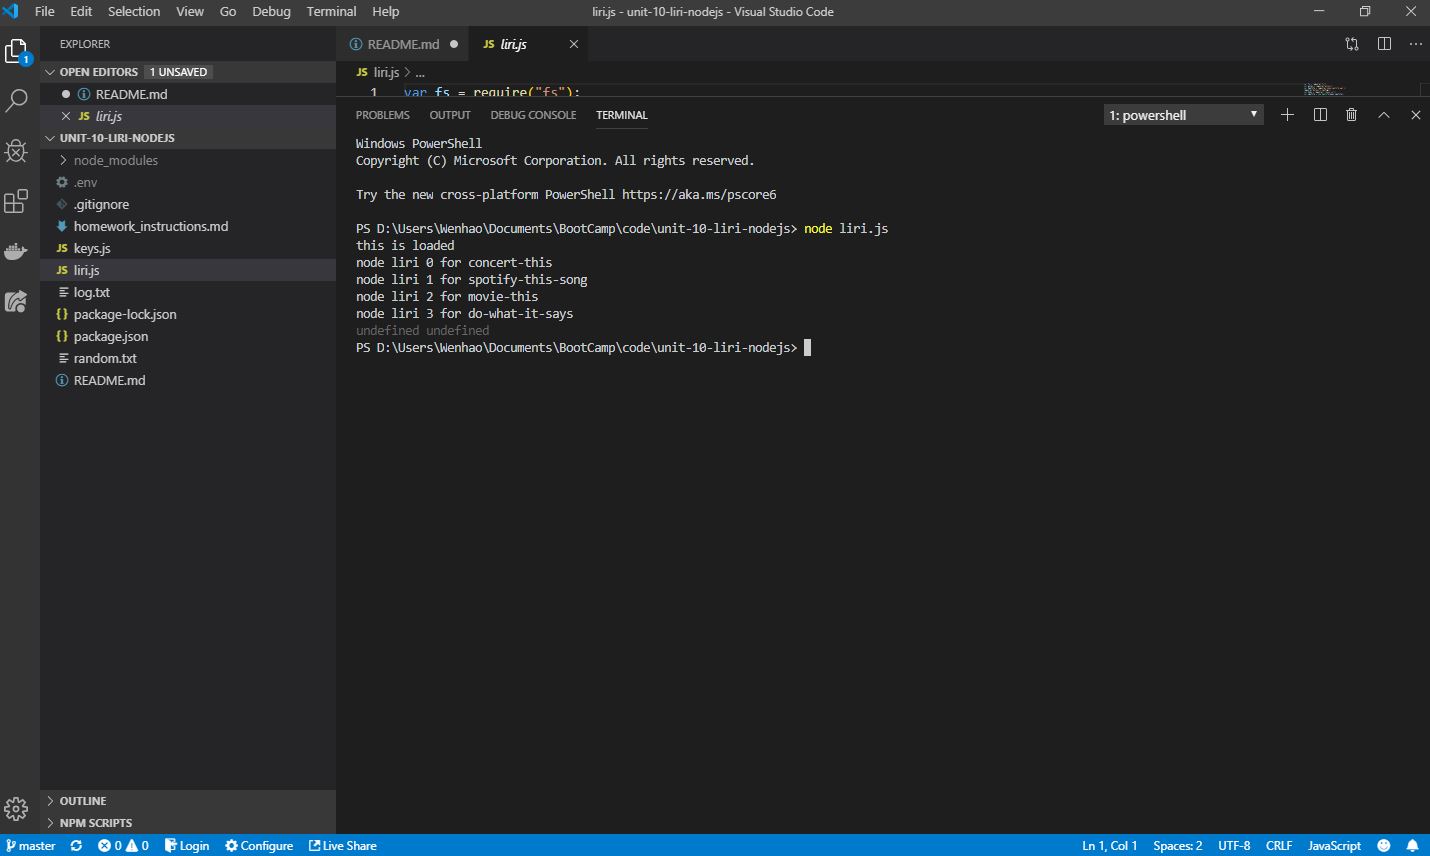 File Edit Selection View Go Debug Terminal Help liri.js - unit-10-liri-nodejs - Visual Studio Code
1
EXPLORER
OPEN EDITORS 1 UNSAVED
README.md
JS liri.js
UNIT-10-LIRI-NODEJS
node_modules
.env
.gitignore
homework_instructions.md
JS keys.js
JS liri.js
log.txt
{} package-lock.json
{} package.json
random.txt
README.md
OUTLINE
NPM SCRIPTS
README.md JS liri.js
JS liri.js > ...
1 var fs = require("fs");
PROBLEMS OUTPUT DEBUG CONSOLE TERMINAL 1: powershell
Windows PowerShell
Copyright (C) Microsoft Corporation. All rights reserved.
Try the new cross-platform PowerShell https://aka.ms/pscore6
PS D:\Users\Wenhao\Documents\BootCamp\code\unit-10-liri-nodejs> node liri.js
this is loaded
node liri 0 for concert-this
node liri 1 for spotify-this-song
node liri 2 for movie-this
node liri 3 for do-what-it-says
undefined undefined
PS D:\Users\Wenhao\Documents\BootCamp\code\unit-10-liri-nodejs>
master 0 0 Login Configure Live Share Ln 1, Col 1 Spaces: 2 UTF-8 CRLF JavaScript